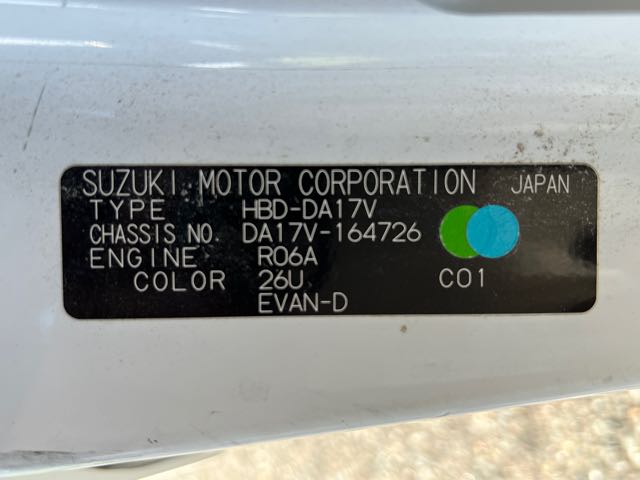 SUZUKI MOTOR CORPORATION JAPAN
TYPE HBD-DA17V
CHASSIS NO. DA17V-164726
ENGINE R06A
COLOR 26U C01
EVAN-D